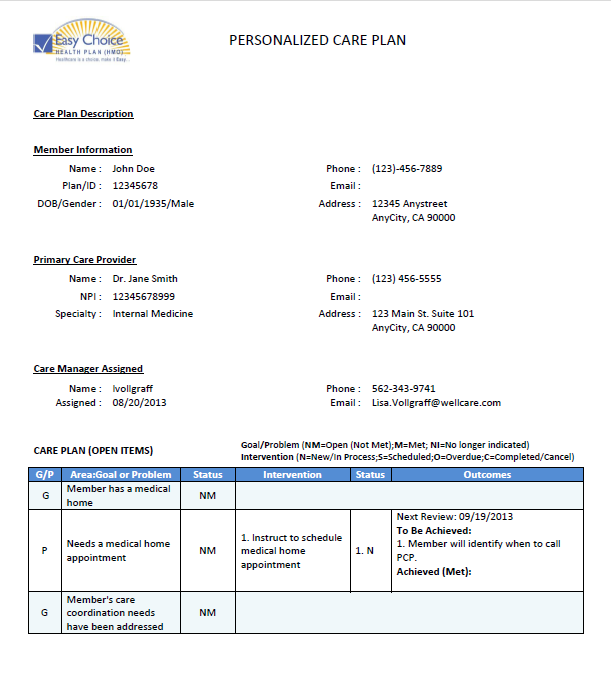 Easy Choice
HEALTH PLAN (HMO)
Healthcare is a choice, make it Easy...
PERSONALIZED CARE PLAN
Care Plan Description
Member Information
Name : John Doe Phone : (123)-456-7889
Plan/ID : 12345678 Email :
DOB/Gender : 01/01/1935/Male Address : 12345 Anystreet
AnyCity, CA 90000
Primary Care Provider
Name : Dr. Jane Smith Phone : (123) 456-5555
NPI : 12345678999 Email :
Specialty : Internal Medicine Address : 123 Main St. Suite 101
AnyCity, CA 90000
Care Manager Assigned
Name : lvollgraff Phone : 562-343-9741
Assigned : 08/20/2013 Email : Lisa.Vollgraff@wellcare.com
CARE PLAN (OPEN ITEMS)
Goal/Problem (NM=Open (Not Met);M=Met; NI=No longer indicated)
Intervention (N=New/In Process;S=Scheduled;O=Overdue;C=Completed/Cancel)
G/P Area:Goal or Problem Status Intervention Status Outcomes
G Member has a medical home NM
P Needs a medical home appointment NM 1. Instruct to schedule medical home appointment 1. N
Next Review: 09/19/2013
To Be Achieved:
1. Member will identify when to call
PCP.
Achieved (Met):
G Member's care coordination needs have been addressed NM